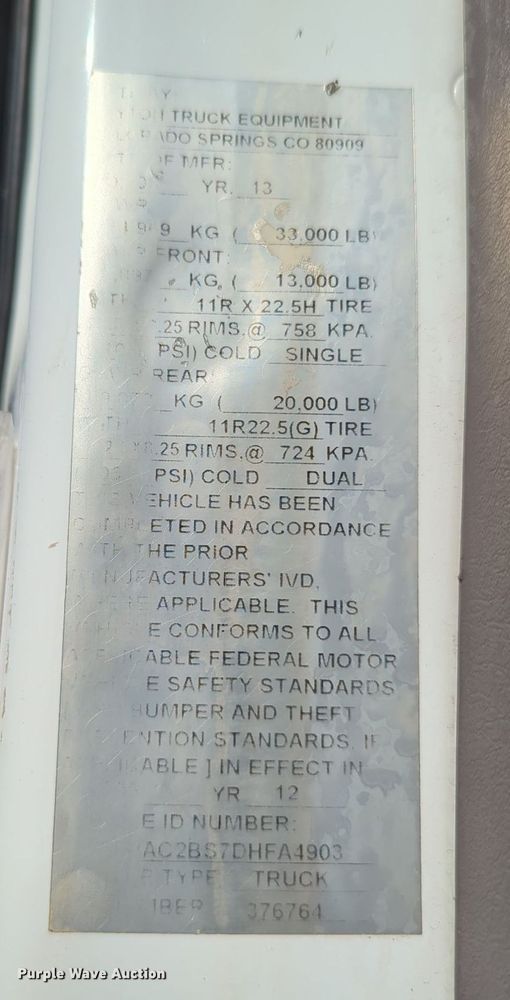 TRUCK EQUIPMENT
SPRINGS CO 80909
MFR:
YR. 13
KG ( 33,000 LB)
FRONT:
KG. ( 13,000 LB)
11R X 22.5H TIRE
.25 RIMS.@ 758 KPA.
PSI) COLD SINGLE
REAR
KG ( 20,000 LB)
11R22.5(G) TIRE
.25 RIMS.@ 724 KPA.
PSI) COLD DUAL
VEHICLE HAS BEEN
ETED IN ACCORDANCE
THE PRIOR
FACTURERS' IVD,
APPLICABLE. THIS
E CONFORMS TO ALL
ABLE FEDERAL MOTOR
E SAFETY STANDARDS
BUMPER AND THEFT
NTION STANDARDS, IF
ABLE ] IN EFFECT IN
YR 12
E ID NUMBER:
AC2BS7DHFA4903
TYPE TRUCK
376764
Purple Wave Auction